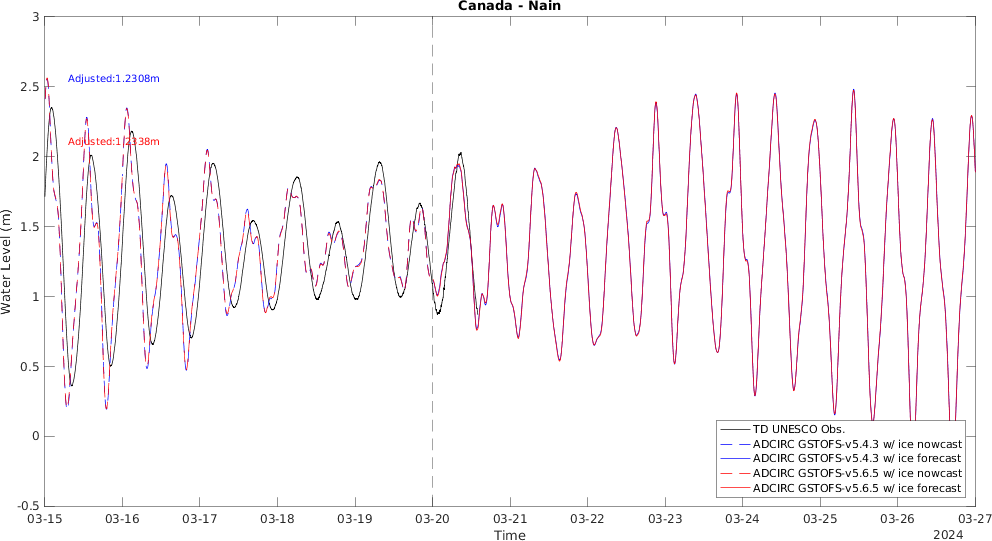 Canada - Nain
3
2.5
2
1.5
1
0.5
0
-0.5
Water Level (m)
Adjusted:1.2308m
Adjusted:1.2338m
TD UNESCO Obs.
ADCIRC GSTOFS-v5.4.3 w/ ice nowcast
ADCIRC GSTOFS-v5.4.3 w/ ice forecast
ADCIRC GSTOFS-v5.6.5 w/ ice nowcast
ADCIRC GSTOFS-v5.6.5 w/ ice forecast
03-15 03-16 03-17 03-18 03-19 03-20 03-21 03-22 03-23 03-24 03-25 03-26 03-27
Time
2024